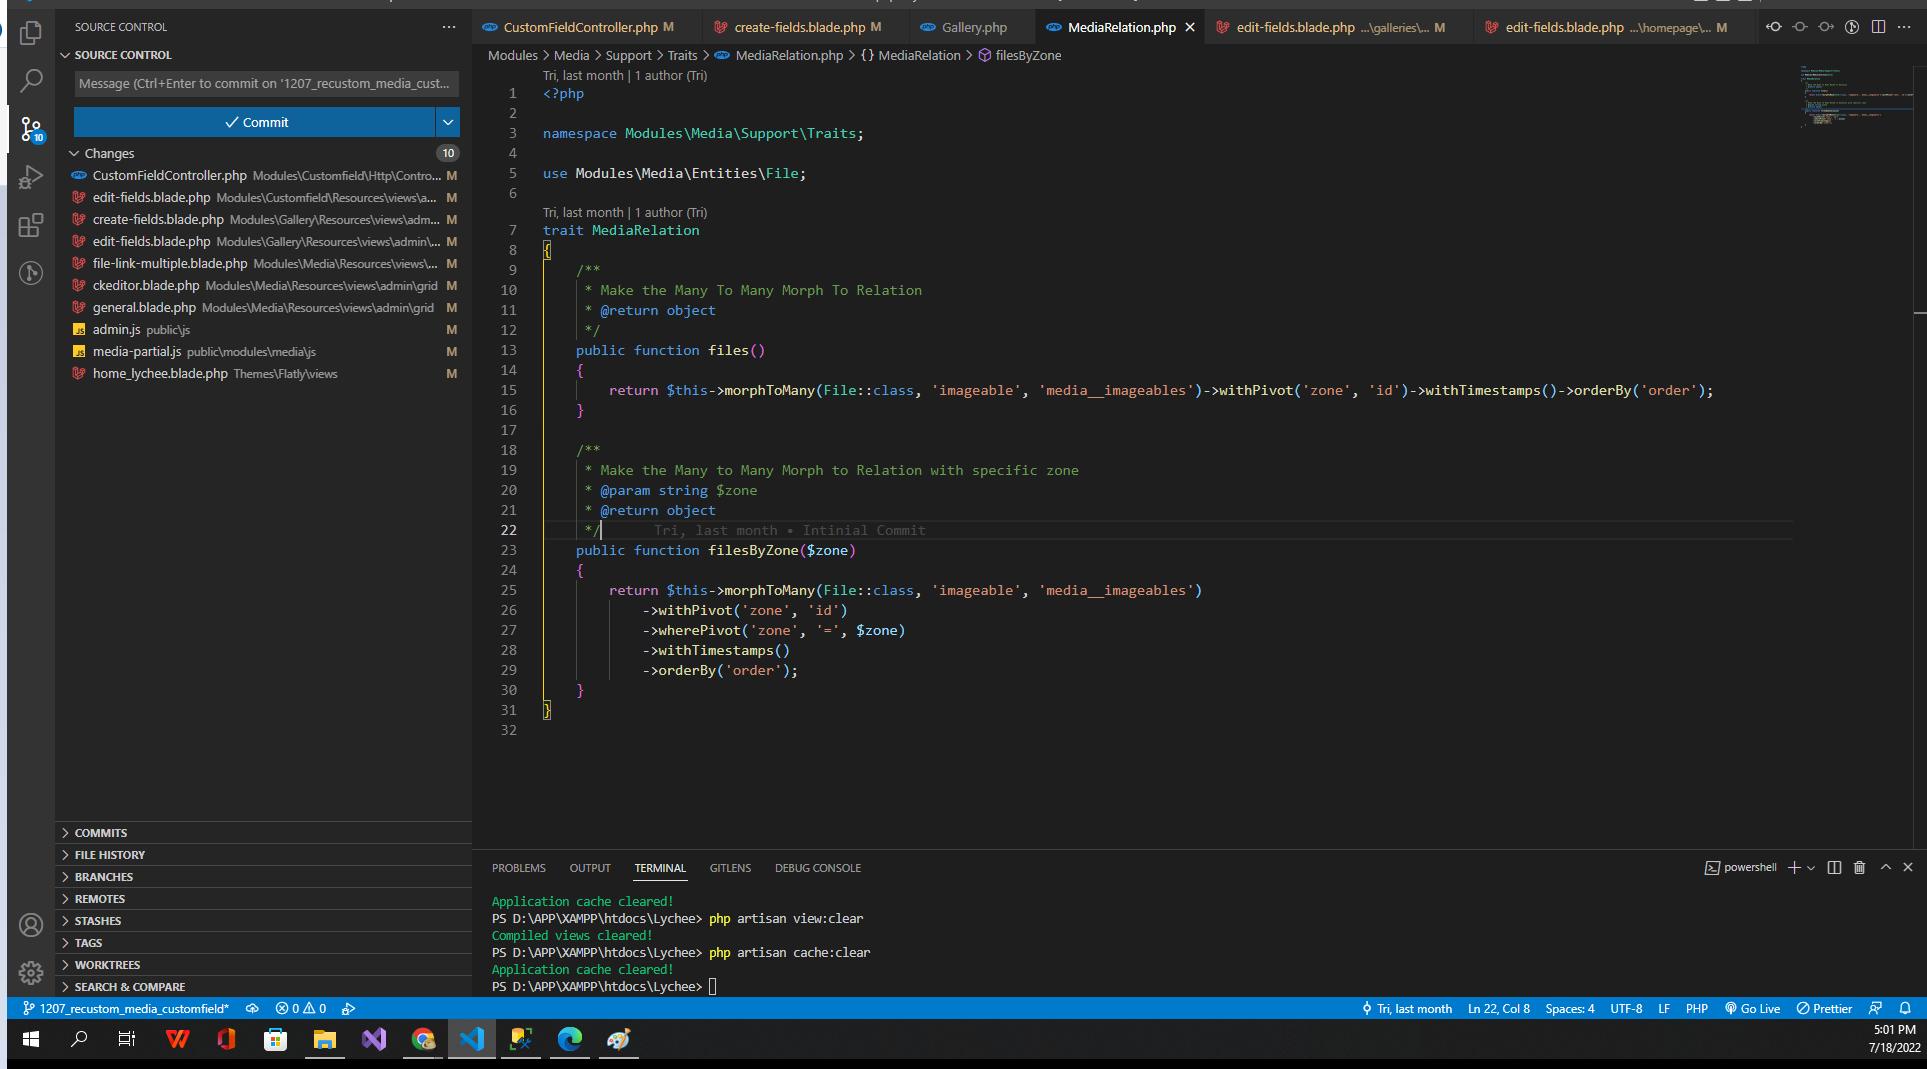 SOURCE CONTROL
SOURCE CONTROL
Message (Ctrl+Enter to commit on '1207_recustom_media_cust...
Commit
Changes 10
CustomFieldController.php Modules\Customfield\Http\Contro... M
edit-fields.blade.php Modules\Customfield\Resources\views\a... M
create-fields.blade.php Modules\Gallery\Resources\views\adm... M
edit-fields.blade.php Modules\Gallery\Resources\views\admin\... M
file-link-multiple.blade.php Modules\Media\Resources\views\... M
ckeditor.blade.php Modules\Media\Resources\views\admin\grid M
general.blade.php Modules\Media\Resources\views\admin\grid M
JS admin.js public\js M
JS media-partial.js public\modules\media\js M
home_lychee.blade.php Themes\Flatly\views M
10
COMMITS
FILE HISTORY
BRANCHES
REMOTES
STASHES
TAGS
WORKTREES
SEARCH & COMPARE
CustomFieldController.php M create-fields.blade.php M Gallery.php MediaRelation.php edit-fields.blade.php ...\galleries\... M edit-fields.blade.php ...\homepage\... M
Modules > Media > Support > Traits > MediaRelation.php > {} MediaRelation > filesByZone
Tri, last month | 1 author (Tri)
1 <?php
2
3 namespace Modules\Media\Support\Traits;
4
5 use Modules\Media\Entities\File;
6
Tri, last month | 1 author (Tri)
7 trait MediaRelation
8 {
9 /**
10 * Make the Many To Many Morph To Relation
11 * @return object
12 */
13 public function files()
14 {
15 return $this->morphToMany(File::class, 'imageable', 'media__imageables')->withPivot('zone', 'id')->withTimestamps()->orderBy('order');
16 }
17
18 /**
19 * Make the Many to Many Morph to Relation with specific zone
20 * @param string $zone
21 * @return object
22 */ Tri, last month • Intinial Commit
23 public function filesByZone($zone)
24 {
25 return $this->morphToMany(File::class, 'imageable', 'media__imageables')
26 ->withPivot('zone', 'id')
27 ->wherePivot('zone', '=', $zone)
28 ->withTimestamps()
29 ->orderBy('order');
30 }
31 }
32
PROBLEMS OUTPUT TERMINAL GITLENS DEBUG CONSOLE powershell
Application cache cleared!
PS D:\APP\XAMPP\htdocs\Lychee> php artisan view:clear
Compiled views cleared!
PS D:\APP\XAMPP\htdocs\Lychee> php artisan cache:clear
Application cache cleared!
PS D:\APP\XAMPP\htdocs\Lychee>
1207_recustom_media_customfield* 0 0 Tri, last month Ln 22, Col 8 Spaces: 4 UTF-8 LF PHP Go Live Prettier
5:01 PM
7/18/2022